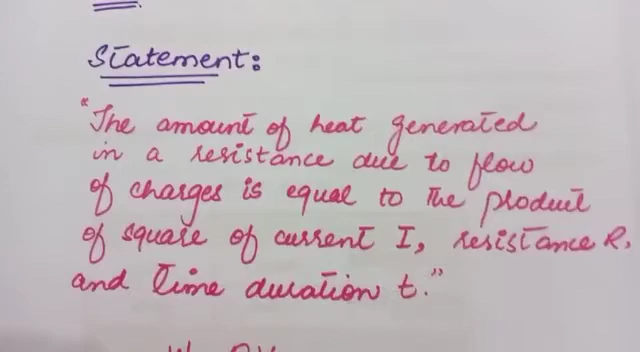 Statement:
"The amount of heat generated
in a resistance due to flow
of charges is equal to the product
of square of current I, resistance R,
and time duration t."